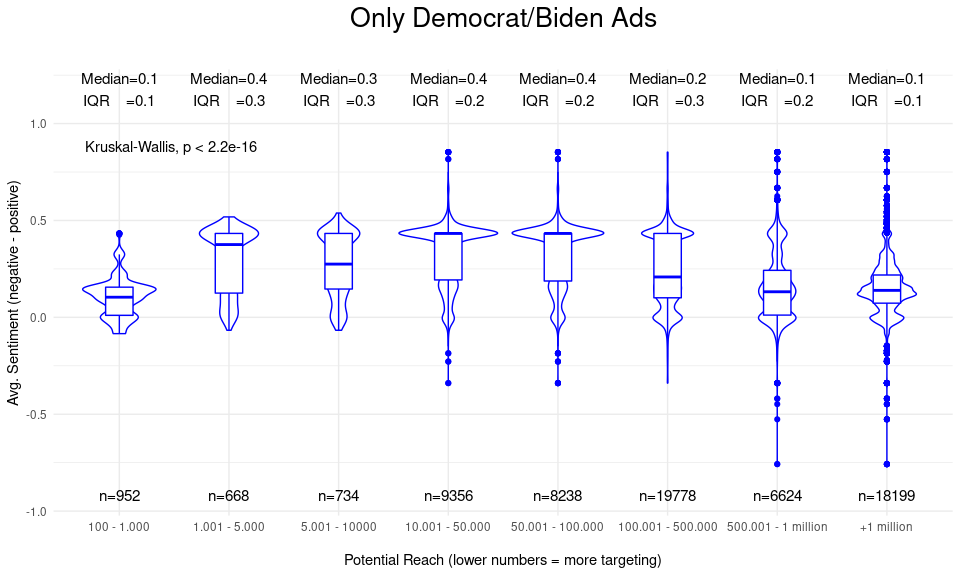 Only Democrat/Biden Ads
Median=0.1 Median=0.4 Median=0.3 Median=0.4 Median=0.4 Median=0.2 Median=0.1 Median=0.1
IQR =0.1 IQR =0.3 IQR =0.3 IQR =0.2 IQR =0.2 IQR =0.3 IQR =0.2 IQR =0.1
1.0
Kruskal-Wallis, p < 2.2e-16
0.5
Avg. Sentiment (negative - positive)
0.0
-0.5
n=952 n=668 n=734 n=9356 n=8238 n=19778 n=6624 n=18199
-1.0
100 - 1.000 1.001 - 5.000 5.001 - 10000 10.001 - 50.000 50.001 - 100.000 100.001 -500.000 500.001 - 1 million +1 million
Potential Reach (lower numbers = more targeting)